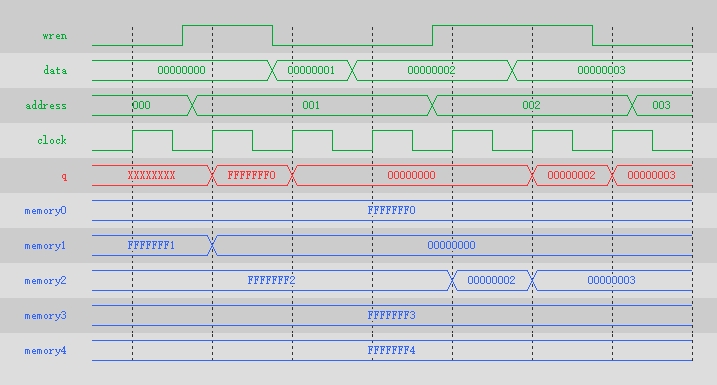 wren
data 00000000 00000001 00000002 00000003
address 000 001 002 003
clock
q XXXXXXXX FFFFFFF0 00000000 00000002 00000003
memory0 FFFFFFF0
memory1 FFFFFFF1 00000000
memory2 FFFFFFF2 00000002 00000003
memory3 FFFFFFF3
memory4 FFFFFFF4